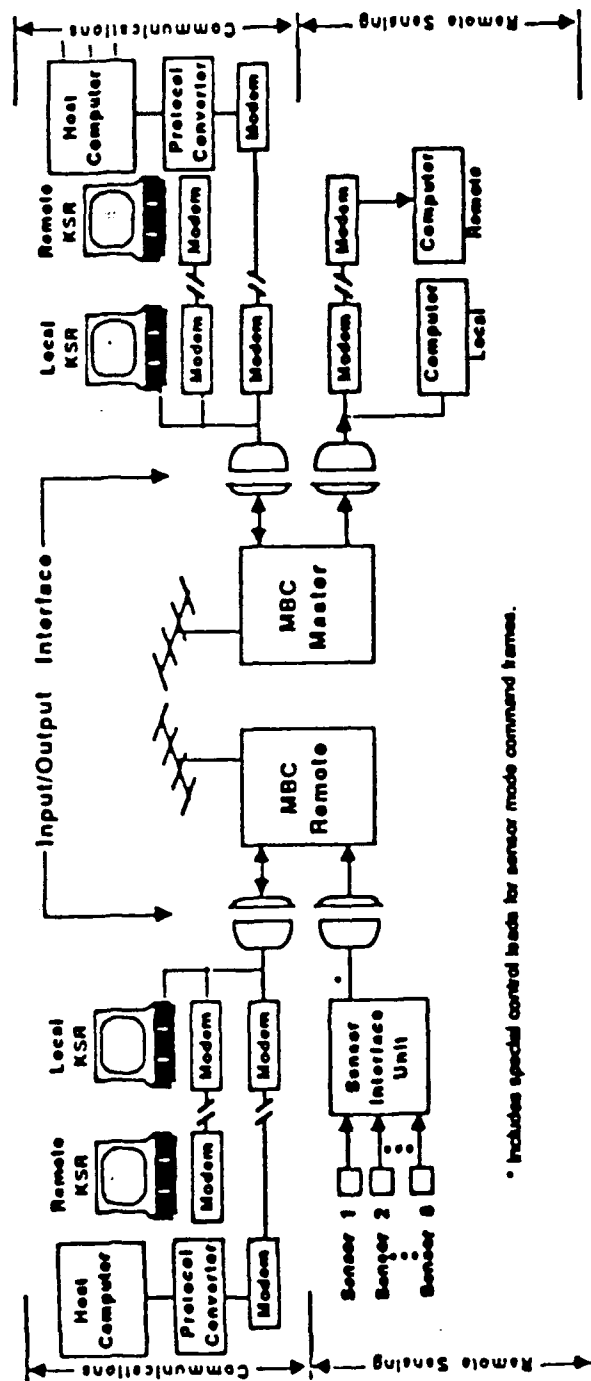 Input/Output Interface
Communications
Remote Sensing
Host
Computer
Protocol
Converter
Modem
Remote
KSR
Local
KSR
Modem
Modem
Modem
Sensor 1
Sensor 2
Sensor 8
Sensor
Interface
Unit
*
MBC
Remote
MBC
Master
Local
KSR
Remote
KSR
Modem
Modem
Modem
Host
Computer
Protocol
Converter
Modem
Modem
Modem
Computer
Local
Computer
Remote
Communications
Remote Sensing
* Includes special control leads for sensor mode command frames.